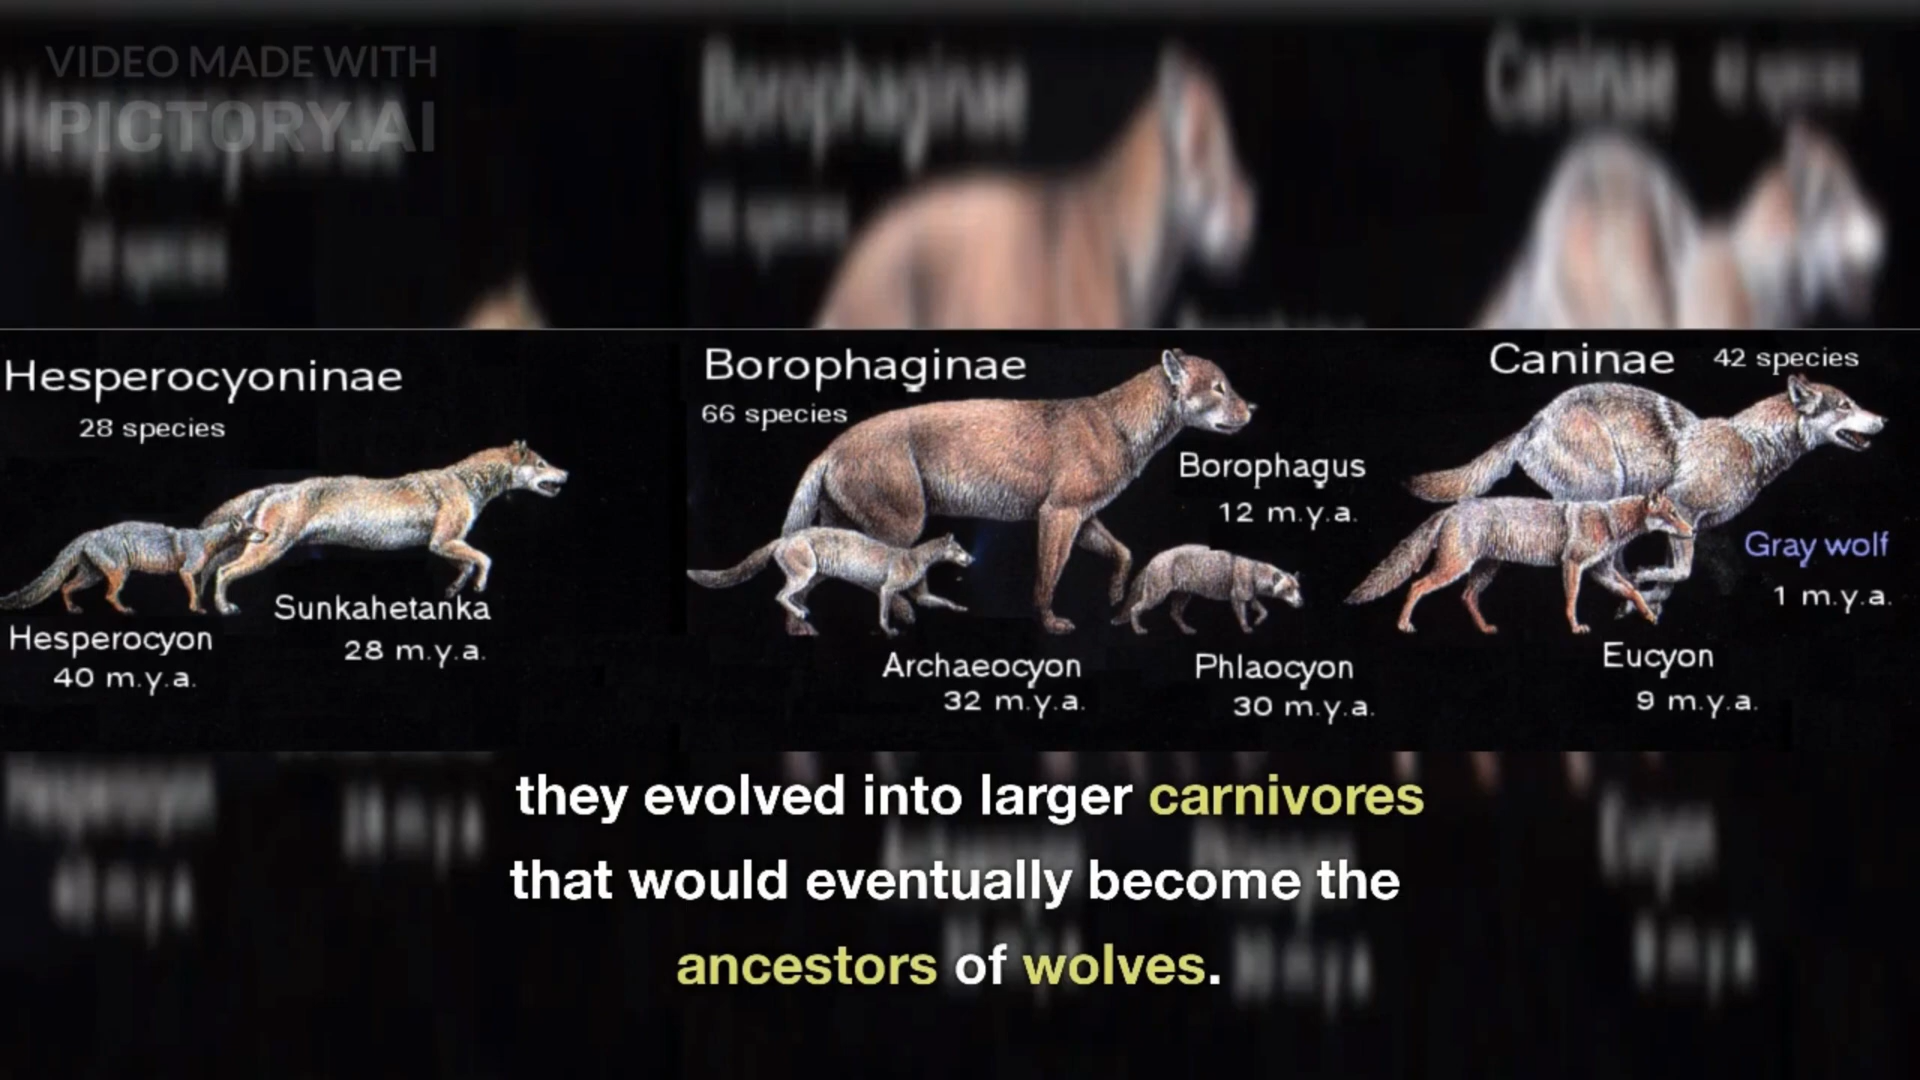 VIDEO MADE WITH
PICTORY.AI
Hesperocyoninae
28 species
Hesperocyon
40 m.y.a.
Sunkahetanka
28 m.y.a.
Borophaginae
66 species
Borophagus
12 m.y.a.
Archaeocyon
32 m.y.a.
Phlaocyon
30 m.y.a.
Caninae 42 species
Gray wolf
1 m.y.a.
Eucyon
9 m.y.a.
they evolved into larger carnivores
that would eventually become the
ancestors of wolves.